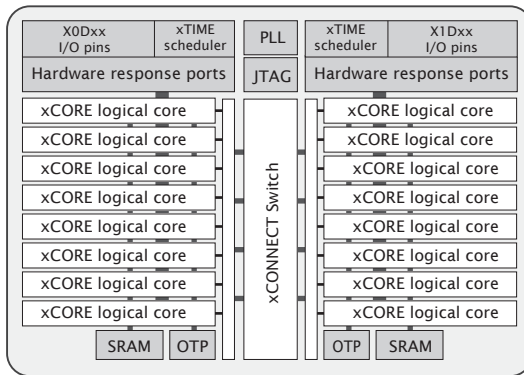 X0Dxx
I/O pins
xTIME
scheduler
PLL
xTIME
scheduler
X1Dxx
I/O pins
Hardware response ports
JTAG
Hardware response ports
xCORE logical core
xCORE logical core
xCORE logical core
xCORE logical core
xCORE logical core
xCORE logical core
xCORE logical core
xCORE logical core
xCONNECT Switch
xCORE logical core
xCORE logical core
xCORE logical core
xCORE logical core
xCORE logical core
xCORE logical core
xCORE logical core
xCORE logical core
SRAM
OTP
OTP
SRAM